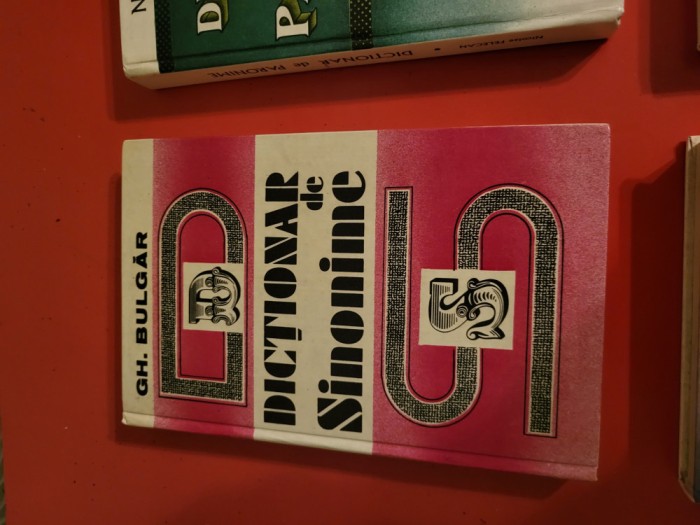 GH. BULGĂR
D
DICȚIONAR
de
Sinonime
S
DICȚIONAR de PARONIME